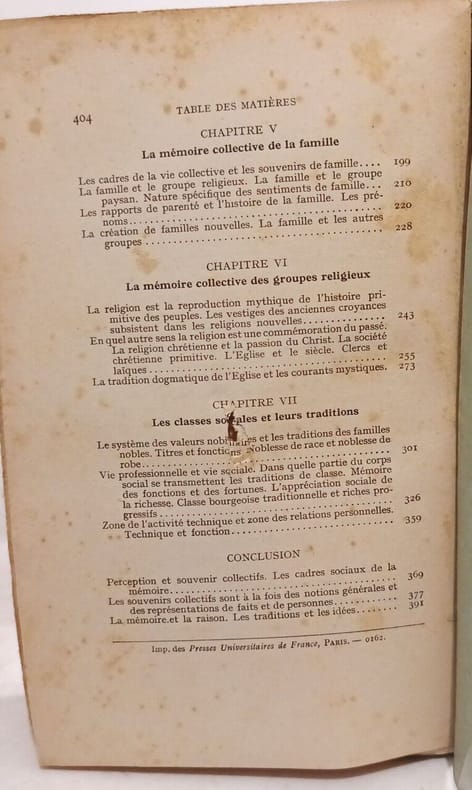 404
TABLE DES MATIÈRES
CHAPITRE V
La mémoire collective de la famille
Les cadres de la vie collective et les souvenirs de famille.... 199
La famille et le groupe religieux. La famille et le groupe
paysan. Nature spécifique des sentiments de famille... 210
Les rapports de parenté et l'histoire de la famille. Les pré-
noms........................................ 220
La création de familles nouvelles. La famille et les autres
groupes ........................................ 228
CHAPITRE VI
La mémoire collective des groupes religieux
La religion est la reproduction mythique de l'histoire pri-
mitive des peuples. Les vestiges des anciennes croyances
subsistent dans les religions nouvelles............... 243
En quel autre sens la religion est une commémoration du passé.
La religion chrétienne et la passion du Christ. La société
chrétienne primitive. L'Eglise et le siècle. Clercs et
laïques........................................ 255
La tradition dogmatique de l'Eglise et les courants mystiques. 273
CHAPITRE VII
Les classes sociales et leurs traditions
Le système des valeurs nobiliaires et les traditions des familles
nobles. Titres et fonctions. Noblesse de race et noblesse de
robe........................................ 301
Vie professionnelle et vie sociale. Dans quelle partie du corps
social se transmettent les traditions de classe. Mémoire
des fonctions et des fortunes. L'appréciation sociale de
la richesse. Classe bourgeoise traditionnelle et riches pro-
gressifs........................................ 326
Zone de l'activité technique et zone des relations personnelles.
Technique et fonction.............................. 359
CONCLUSION
Perception et souvenir collectifs. Les cadres sociaux de la
mémoire........................................ 369
Les souvenirs collectifs sont à la fois des notions générales et
des représentations de faits et de personnes............ 377
La mémoire et la raison. Les traditions et les idées........ 391
Imp. des Presses Universitaires de France, PARIS. — 0162.